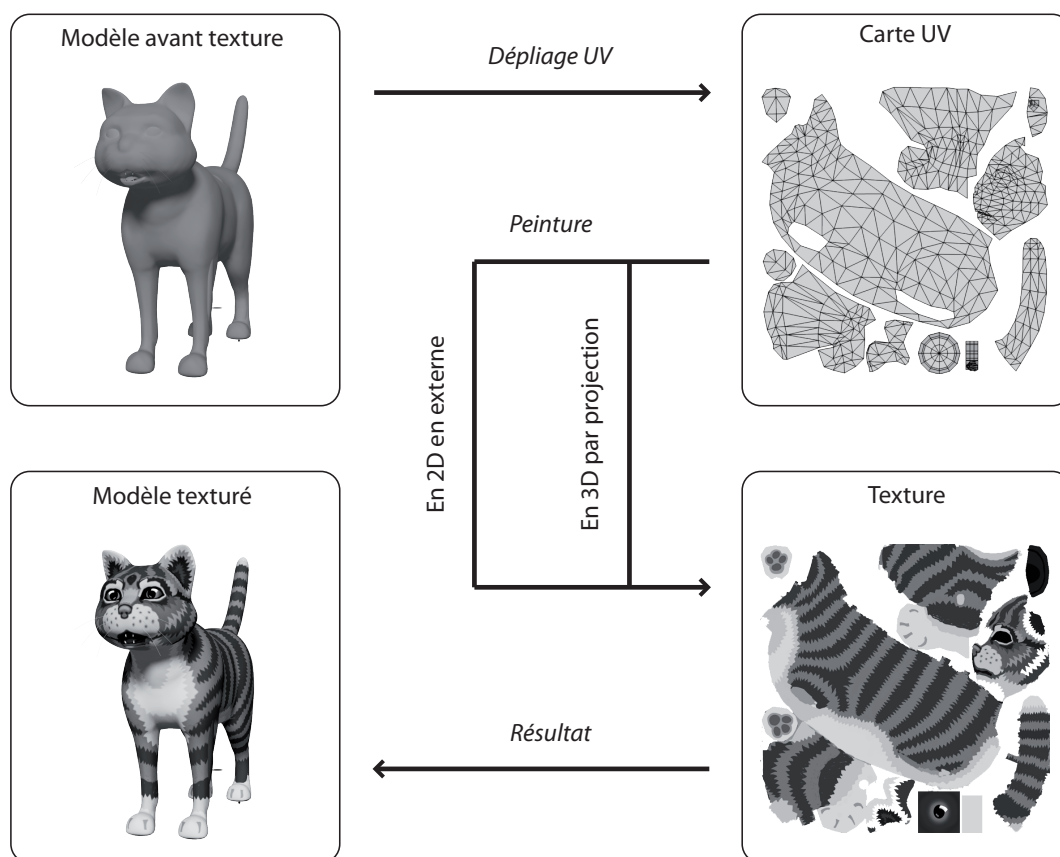 Modèle avant texture
Dépliage UV
Carte UV
Peinture
En 2D en externe
En 3D par projection
Modèle texturé
Texture
Résultat